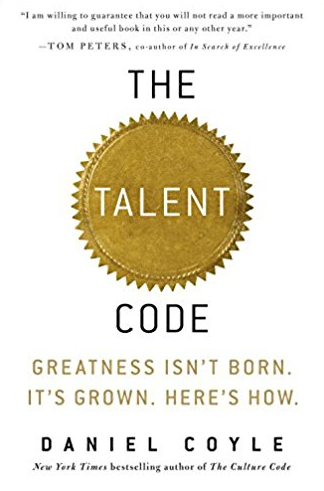 "I am willing to guarantee that you will not read a more important
and useful book in this or any other year."
—TOM PETERS, co-author of In Search of Excellence
THE
TALENT
CODE
GREATNESS ISN'T BORN.
IT'S GROWN. HERE'S HOW.
DANIEL COYLE
New York Times bestselling author of The Culture Code